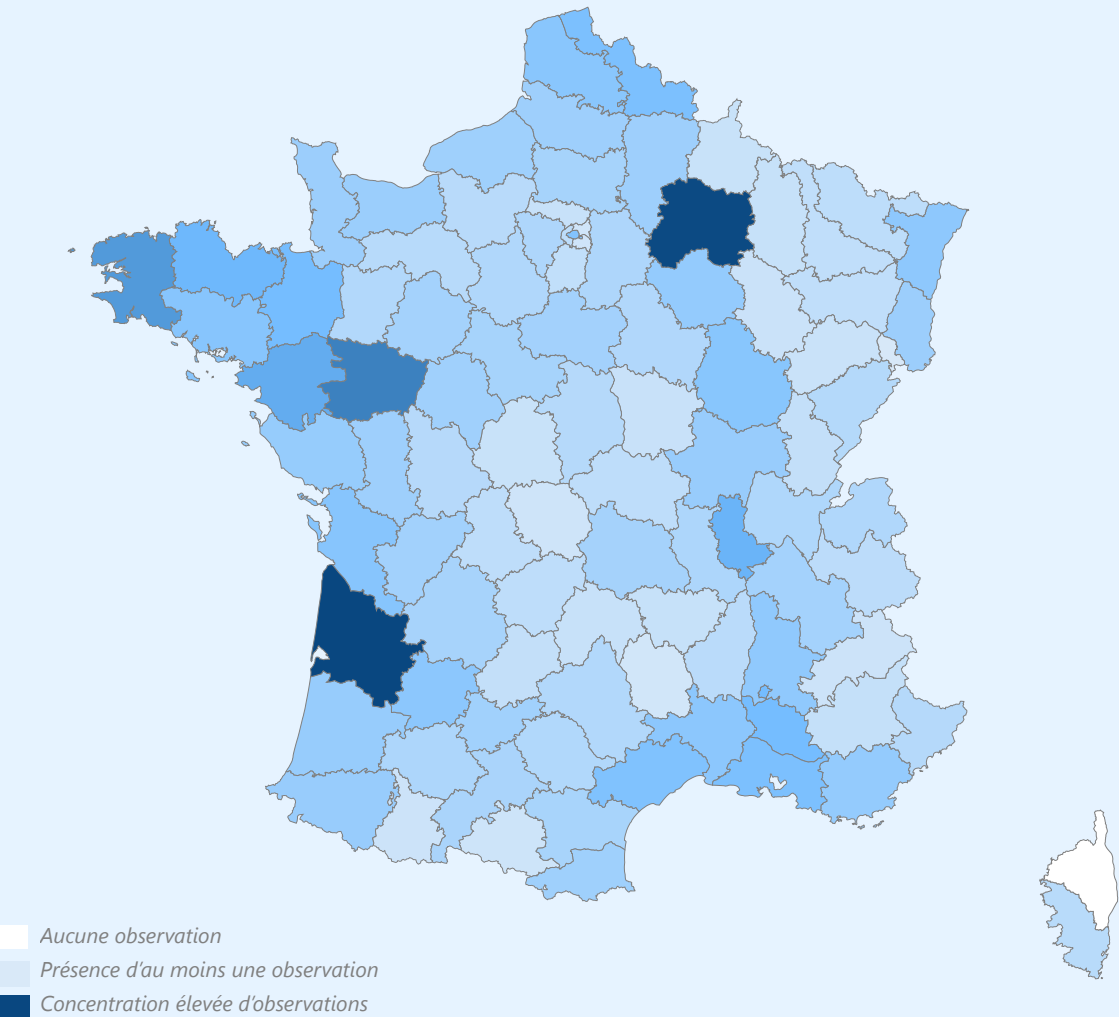 Aucune observation
Présence d'au moins une observation
Concentration élevée d'observations